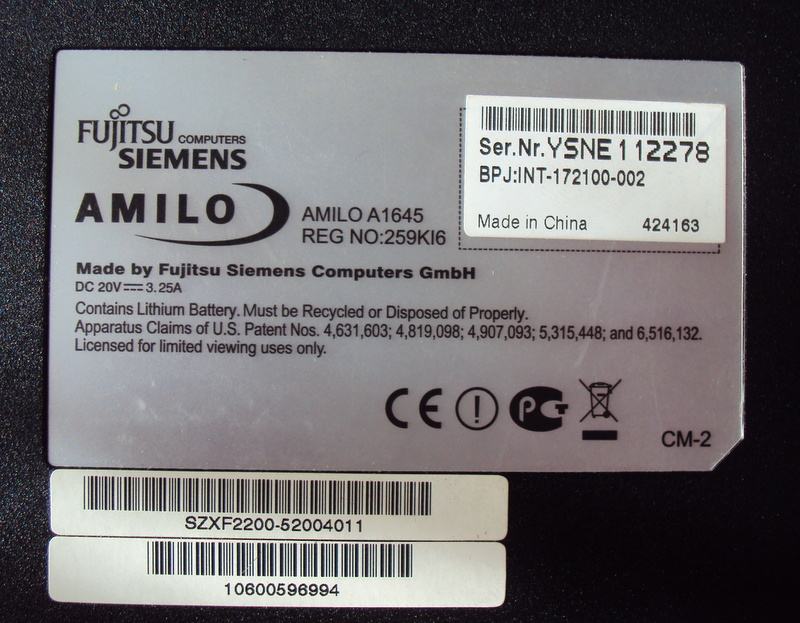 FUJITSU COMPUTERS
SIEMENS
AMILO
AMILO A1645
REG NO:259KI6
Ser.Nr.YSNE112278
BPJ:INT-172100-002
Made in China 424163
Made by Fujitsu Siemens Computers GmbH
DC 20V⎓3.25A
Contains Lithium Battery. Must be Recycled or Disposed of Properly.
Apparatus Claims of U.S. Patent Nos. 4,631,603; 4,819,098; 4,907,093; 5,315,448; and 6,516,132.
Licensed for limited viewing uses only.
CE ! PCT
CM-2
SZXF2200-52004011
10600596994